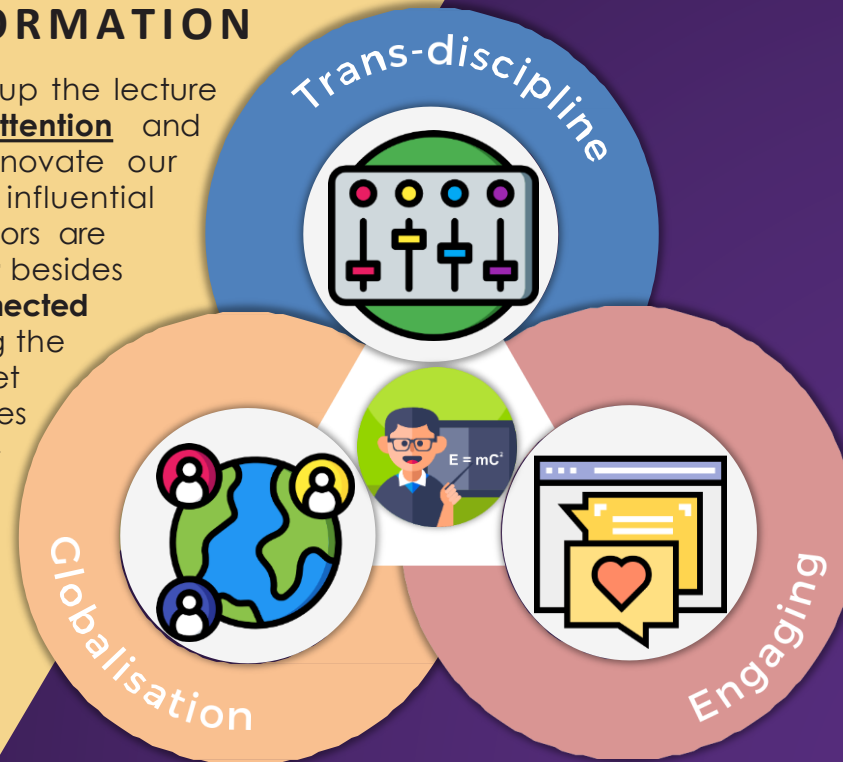 ORMATION
up the lecture
ttention and
novate our
influential
ors are
besides
nected
g the
et
es
Trans-discipline
E = mC²
Globalisation
Engaging